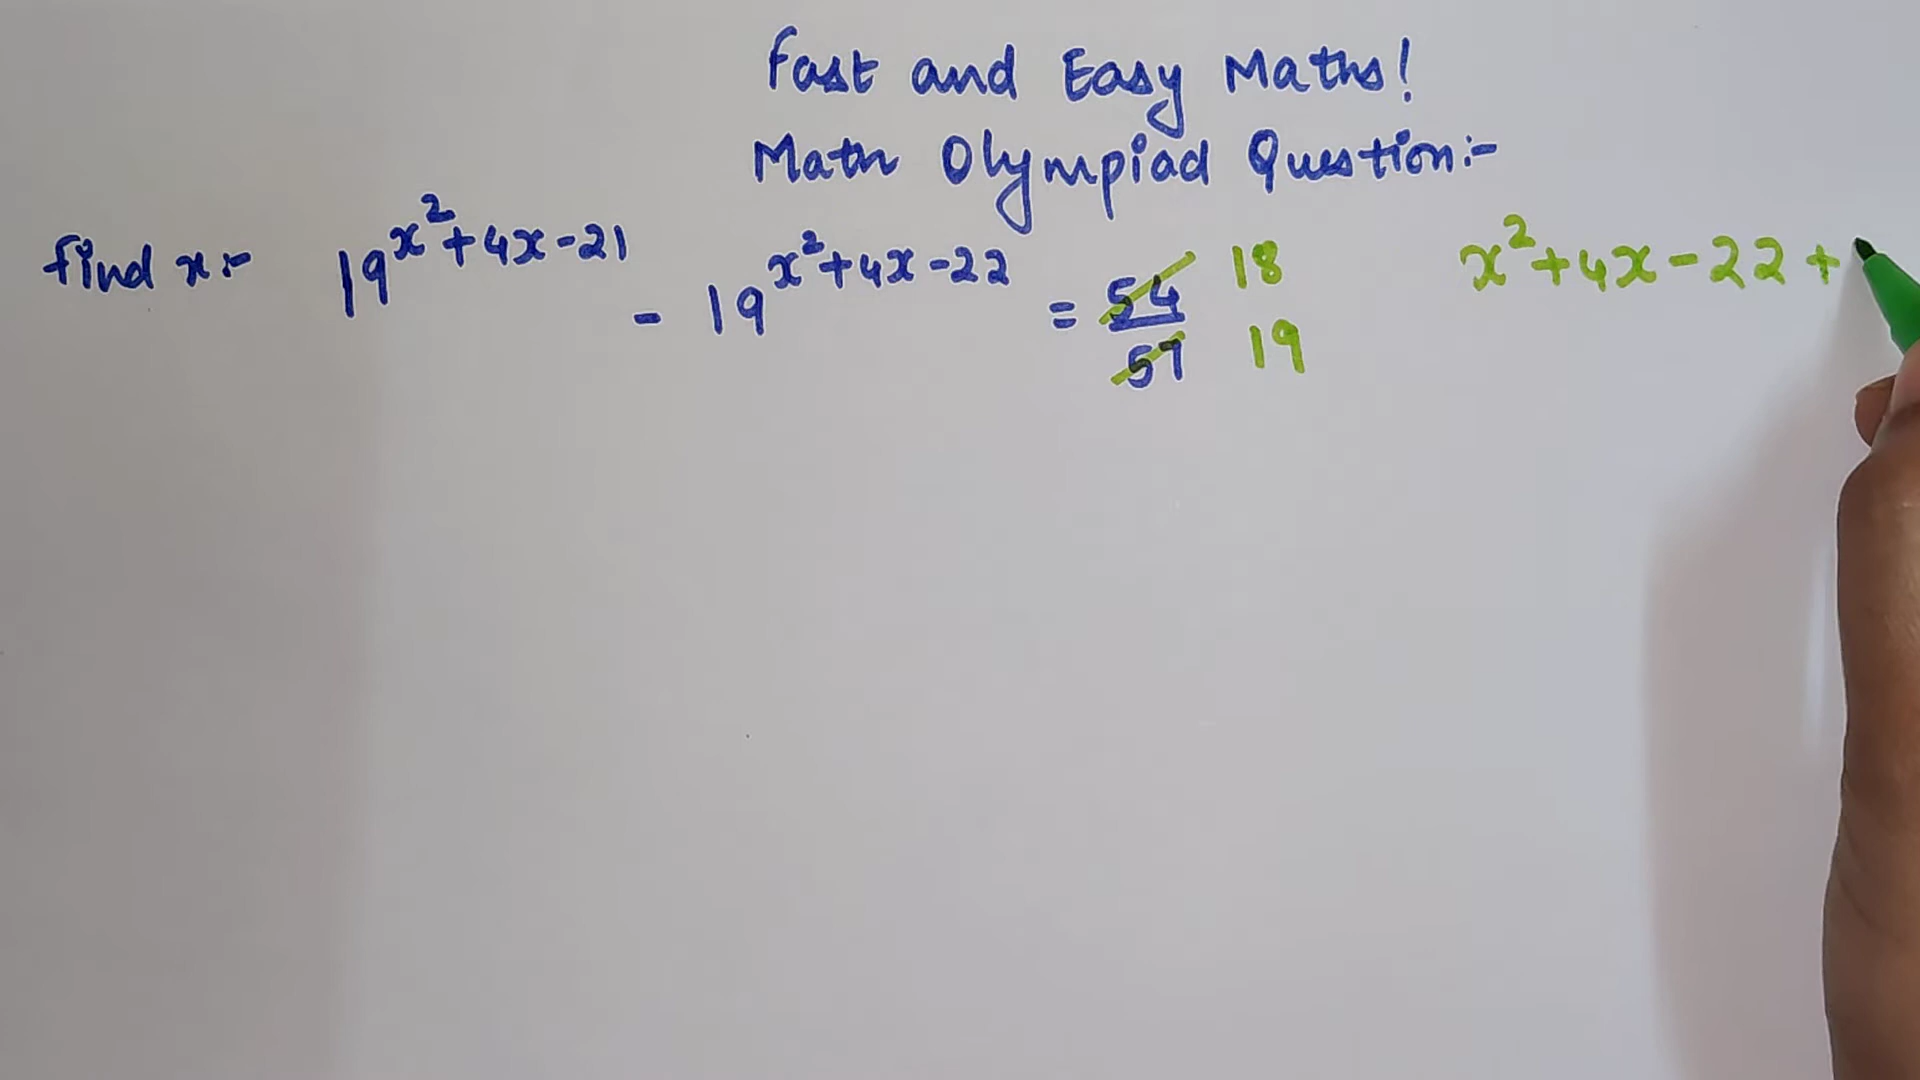 Fast and Easy Maths!
Math Olympiad Question:-
find x:- 19^{x²+4x-21} - 19^{x²+4x-22} = 54/57 18/19
x²+4x-22+